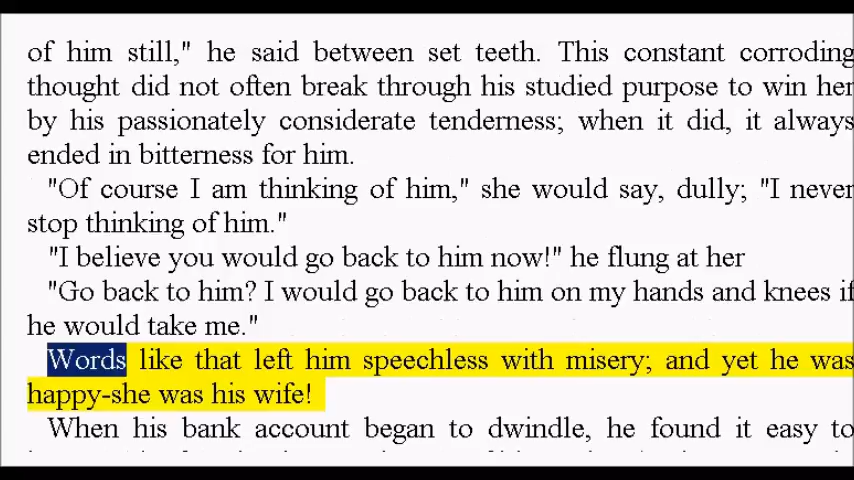 of him still," he said between set teeth. This constant corroding
thought did not often break through his studied purpose to win her
by his passionately considerate tenderness; when it did, it always
ended in bitterness for him.
"Of course I am thinking of him," she would say, dully; "I never
stop thinking of him."
"I believe you would go back to him now!" he flung at her
"Go back to him? I would go back to him on my hands and knees if
he would take me."
Words like that left him speechless with misery; and yet he was
happy-she was his wife!
When his bank account began to dwindle, he found it easy to